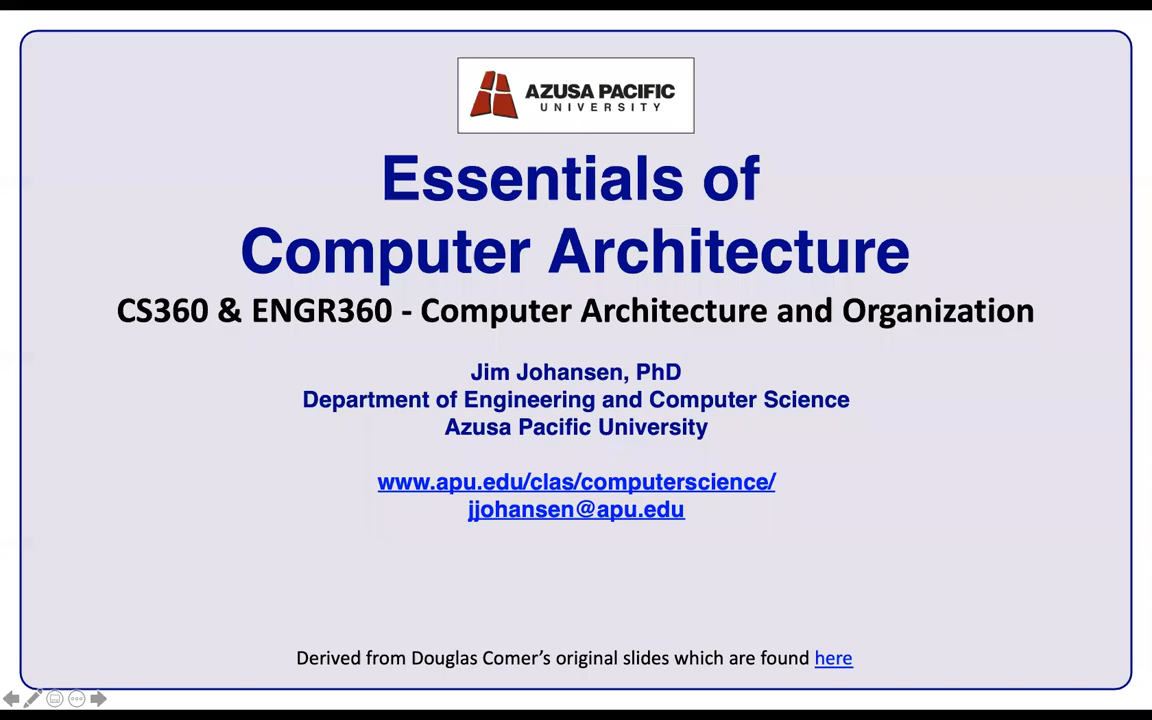 AZUSA PACIFIC
UNIVERSITY
Essentials of
Computer Architecture
CS360 & ENGR360 - Computer Architecture and Organization
Jim Johansen, PhD
Department of Engineering and Computer Science
Azusa Pacific University
www.apu.edu/clas/computerscience/
jjohansen@apu.edu
Derived from Douglas Comer’s original slides which are found here